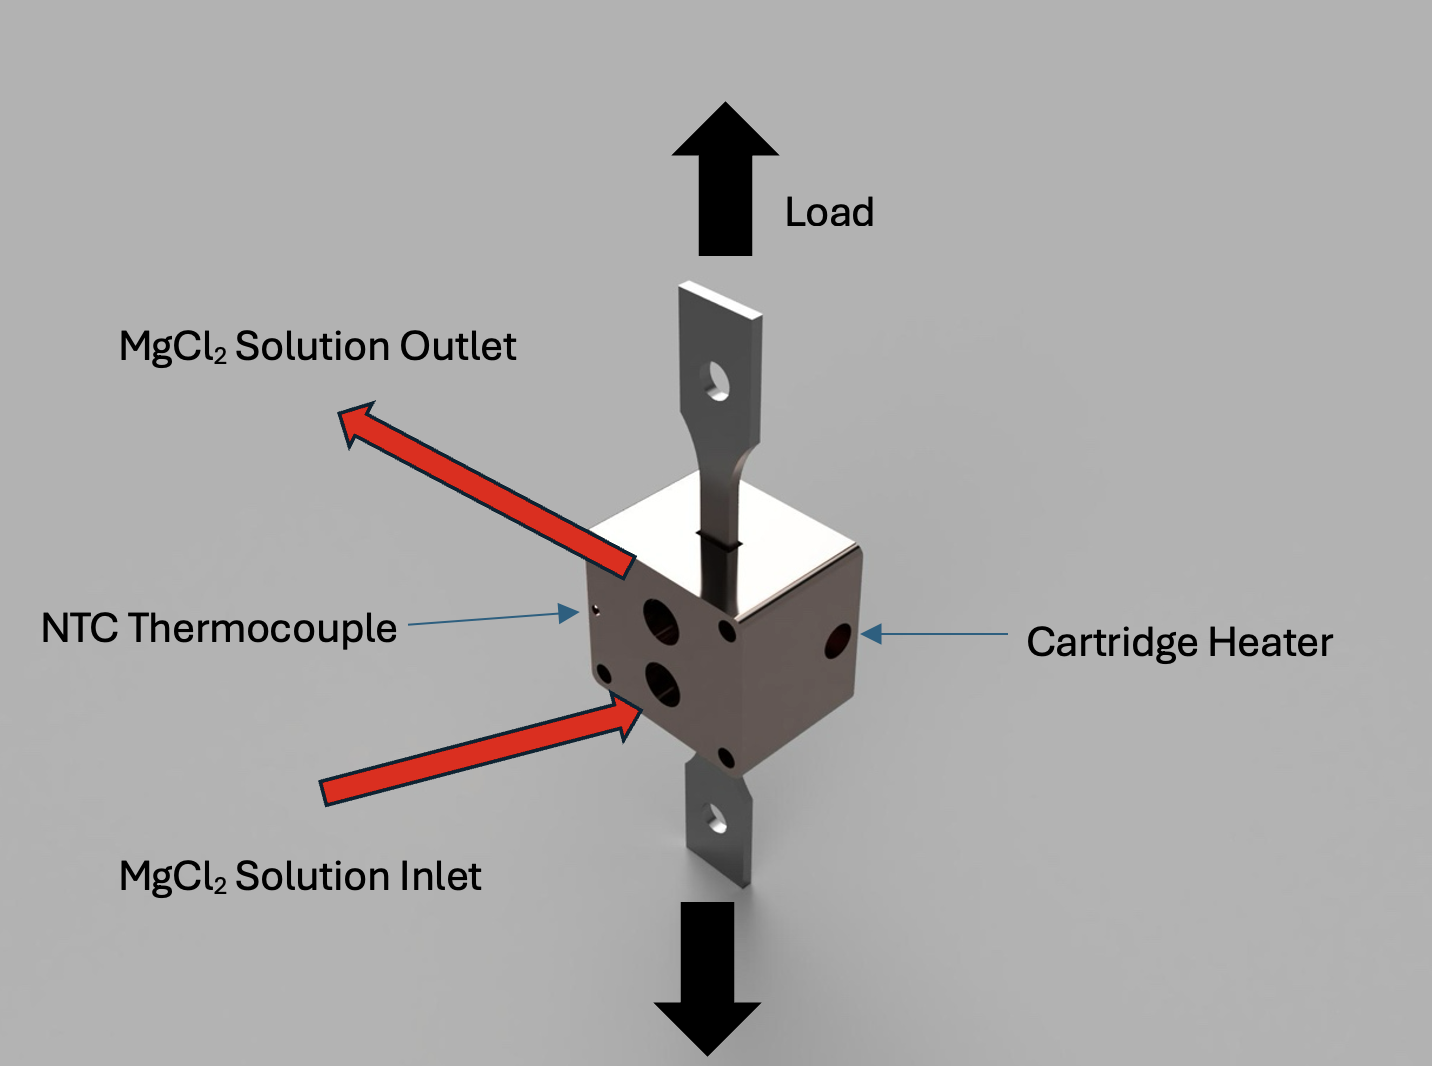 Load
MgCl₂ Solution Outlet
NTC Thermocouple
Cartridge Heater
MgCl₂ Solution Inlet